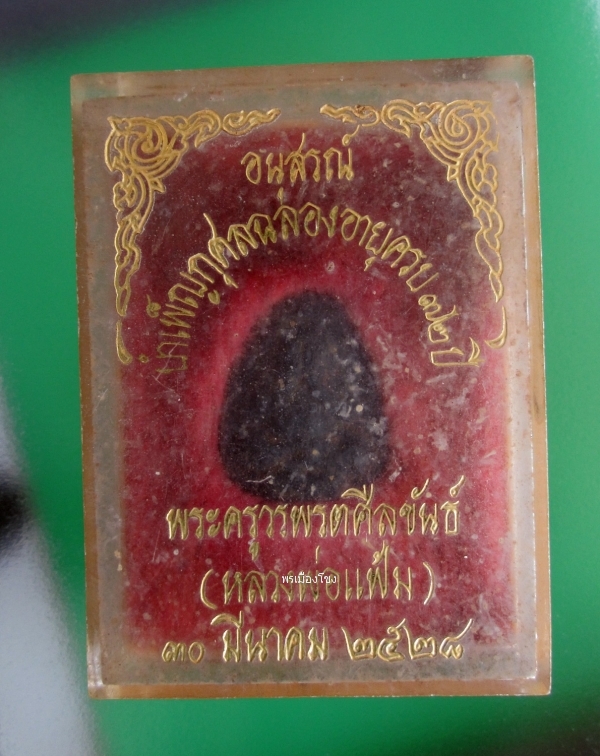 อนุสรณ์
บำเพ็ญกุศลฉลองอายุครบ ๗๒ ปี
พระครูวรพรตศีลขันธ์
(หลวงพ่อแฟ้ม)
พรเมืองโชง
๓๐ มีนาคม ๒๕๒๘